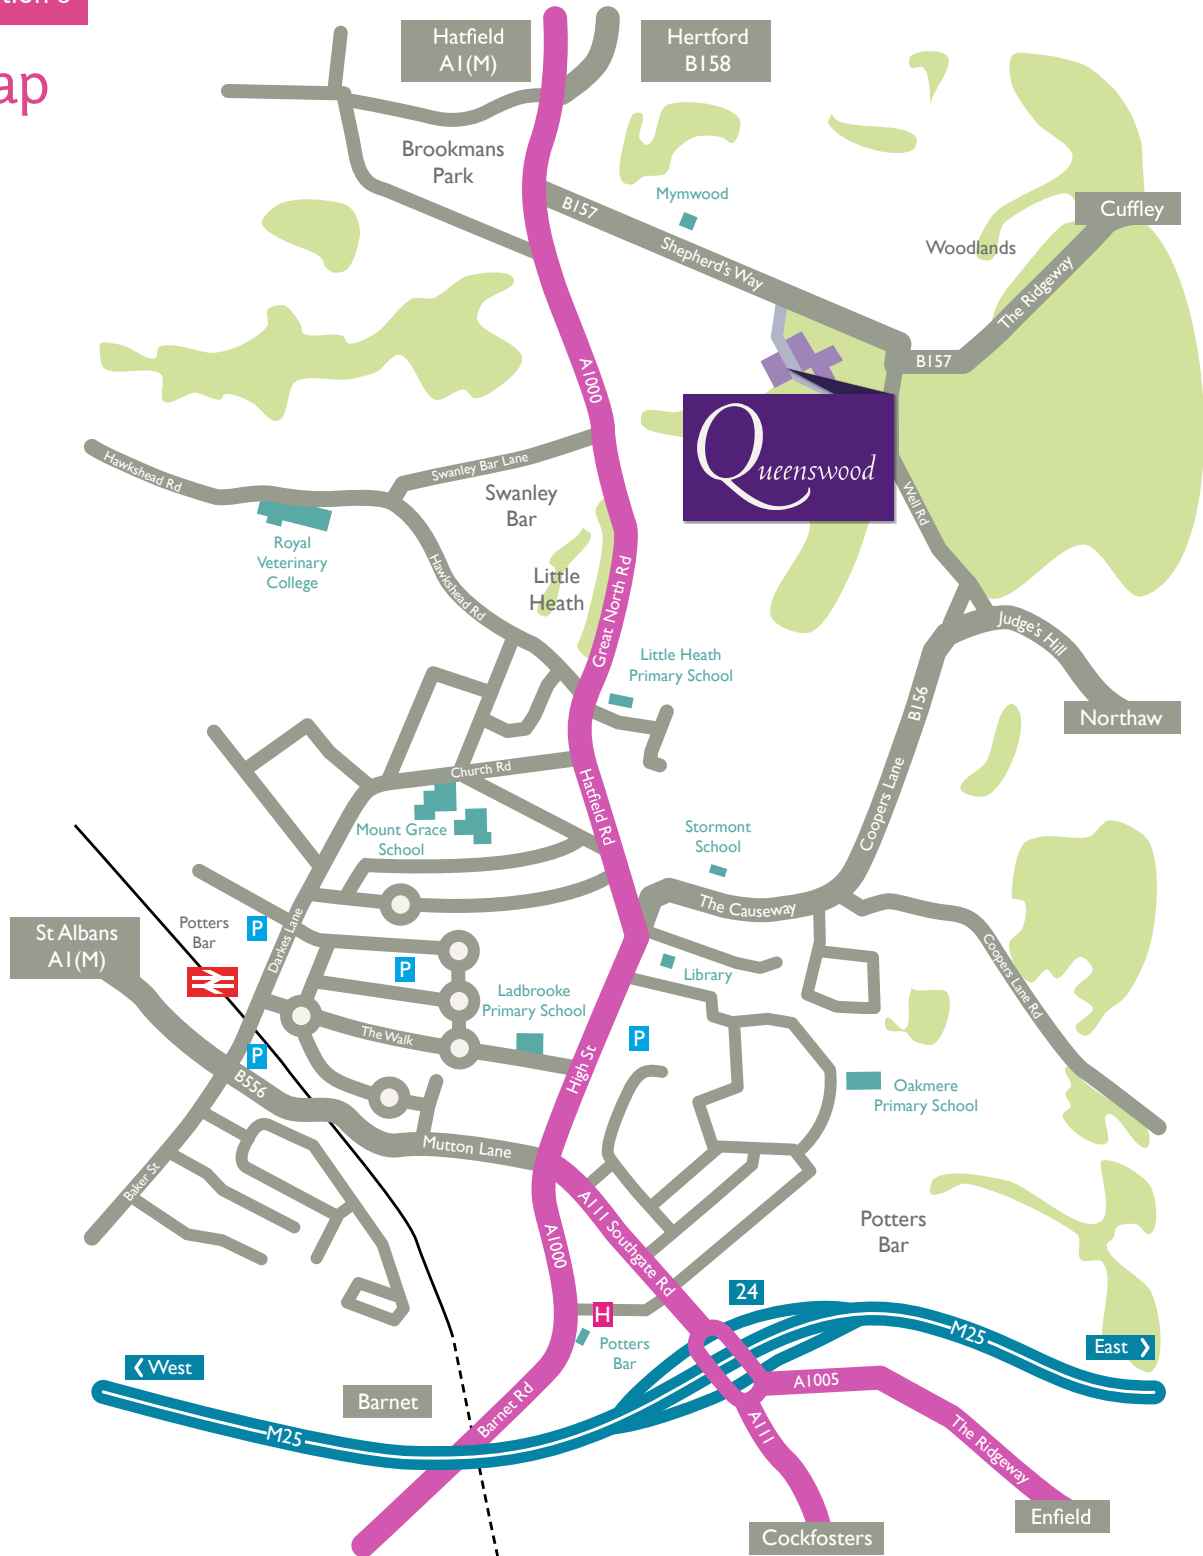 Hatfield
A1(M)
Hertford
B158
Brookmans
Park
Mymwood
B157
Shepherd's Way
Cuffley
Woodlands
The Ridgeway
B157
A1000
Queenswood
Hawkshead Rd
Swanley Bar Lane
Swanley
Bar
Well Rd
Royal
Veterinary
College
Hawkshead Rd
Little
Heath
Great North Rd
Judge's Hill
Little Heath
Primary School
B156
Northaw
Church Rd
Hatfield Rd
Coopers Lane
Mount Grace
School
Stormont
School
The Causeway
St Albans
A1(M)
Potters
Bar
P
Darkes Lane
P
Library
Coopers Lane Rd
Ladbrooke
Primary School
The Walk
P
P
High St
B556
Oakmere
Primary School
Mutton Lane
Baker St
A111 Southgate Rd
A1000
Potters
Bar
24
H
Potters
Bar
M25
East
West
Barnet
Barnet Rd
M25
A1005
A111
The Ridgeway
Enfield
Cockfosters